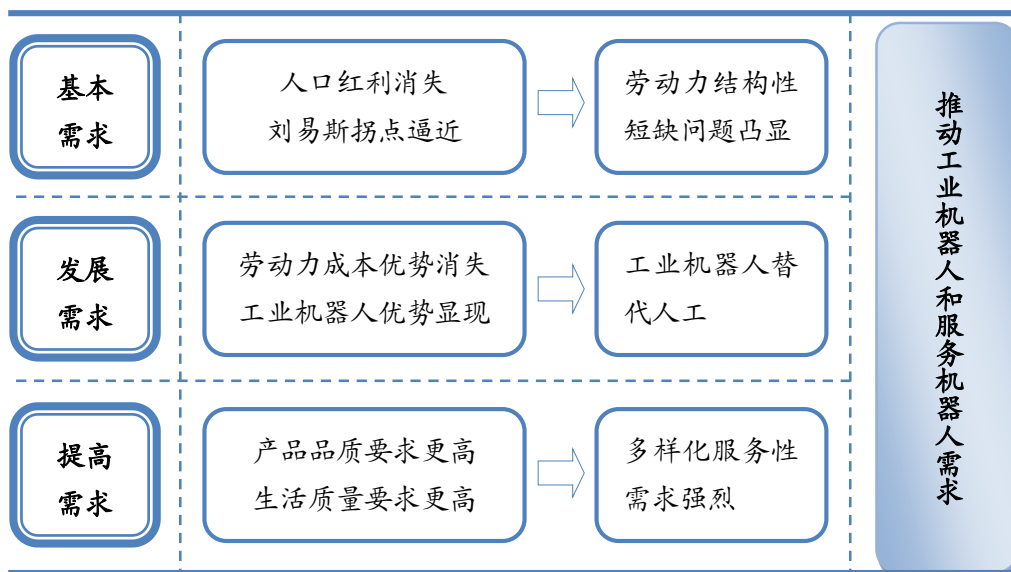 基本
需求
人口红利消失
刘易斯拐点逼近
劳动力结构性
短缺问题凸显
发展
需求
劳动力成本优势消失
工业机器人优势显现
工业机器人替
代人工
提高
需求
产品品质要求更高
生活质量要求更高
多样化服务性
需求强烈
推动工业机器人和服务机器人需求